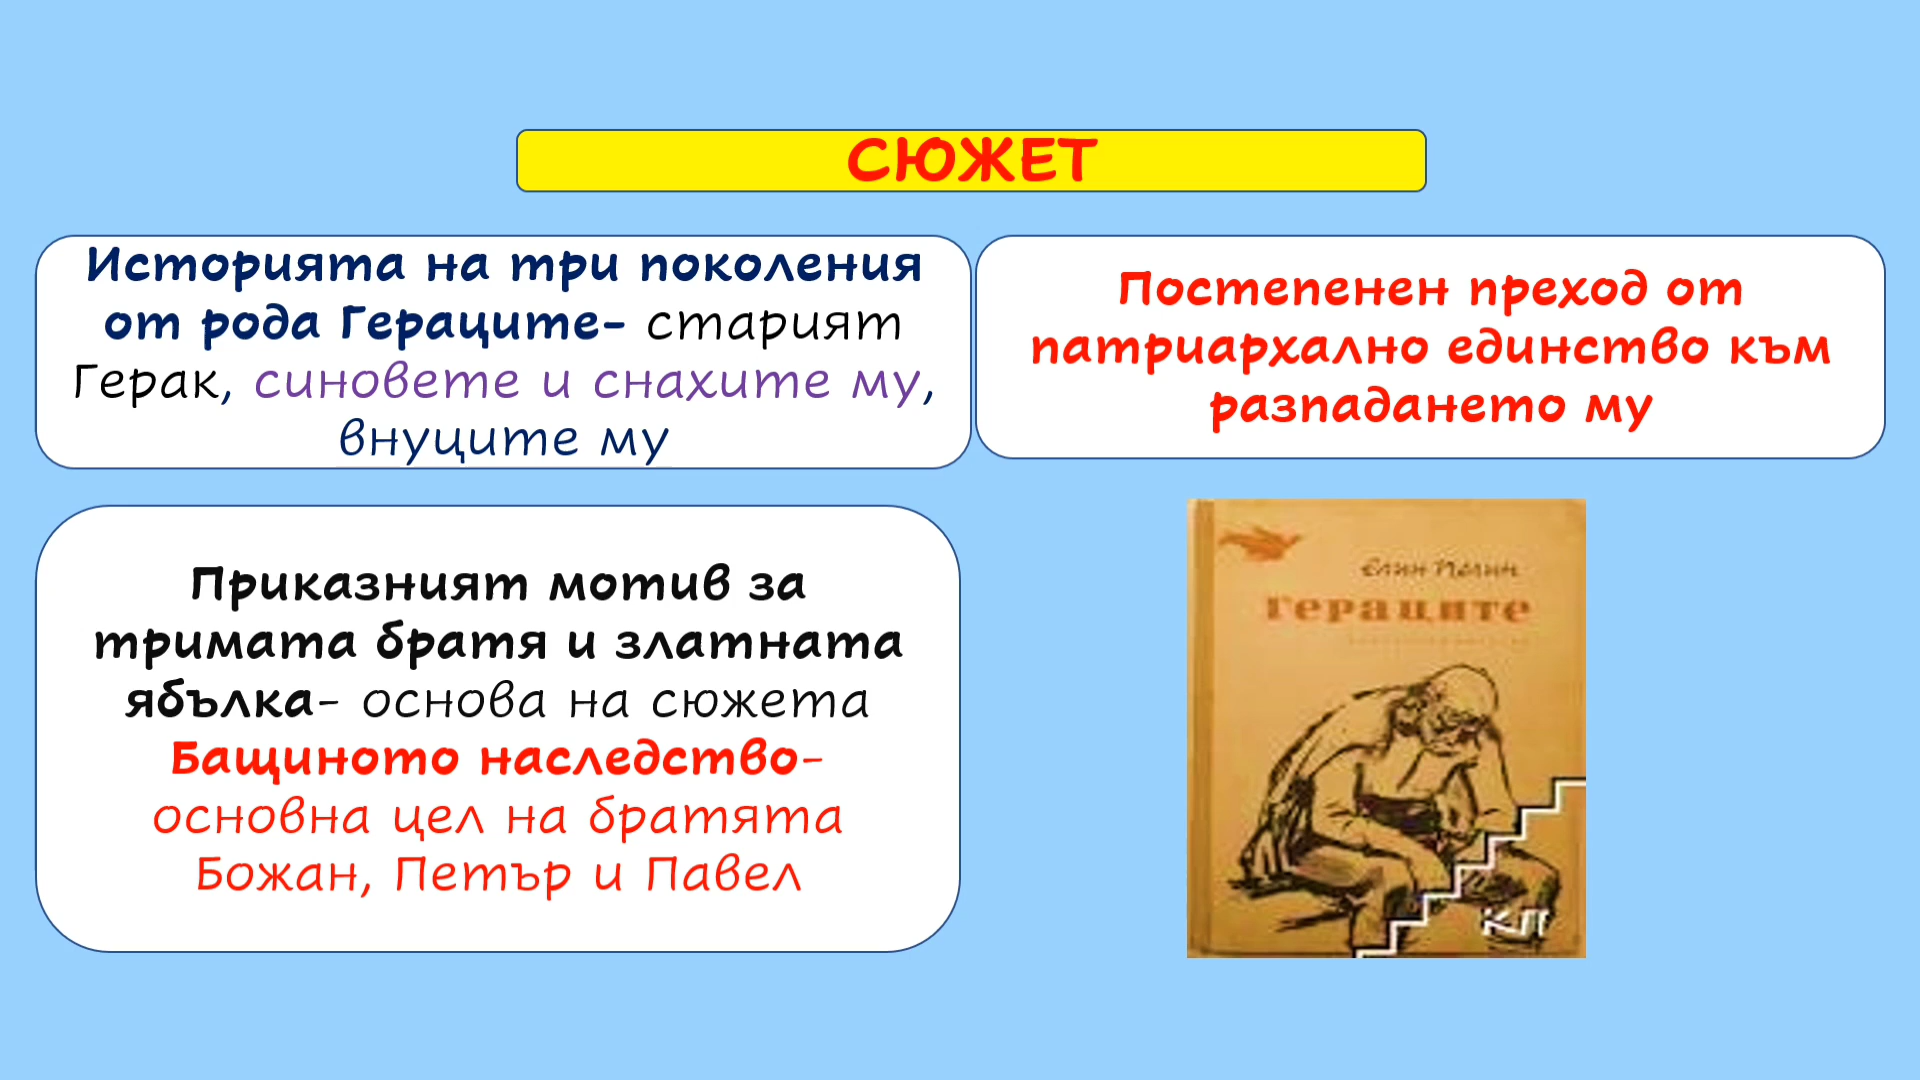 СЮЖЕТ
Историята на три поколения
от рода Гераците- старият
Герак, синовете и снахите му,
внуците му
Постепенен преход от
патриархално единство към
разпадането му
Приказният мотив за
тримата братя и златната
ябълка- основа на сюжета
Бащиното наследство-
основна цел на братята
Божан, Петър и Павел
Елин Пелин
Гераците
КП